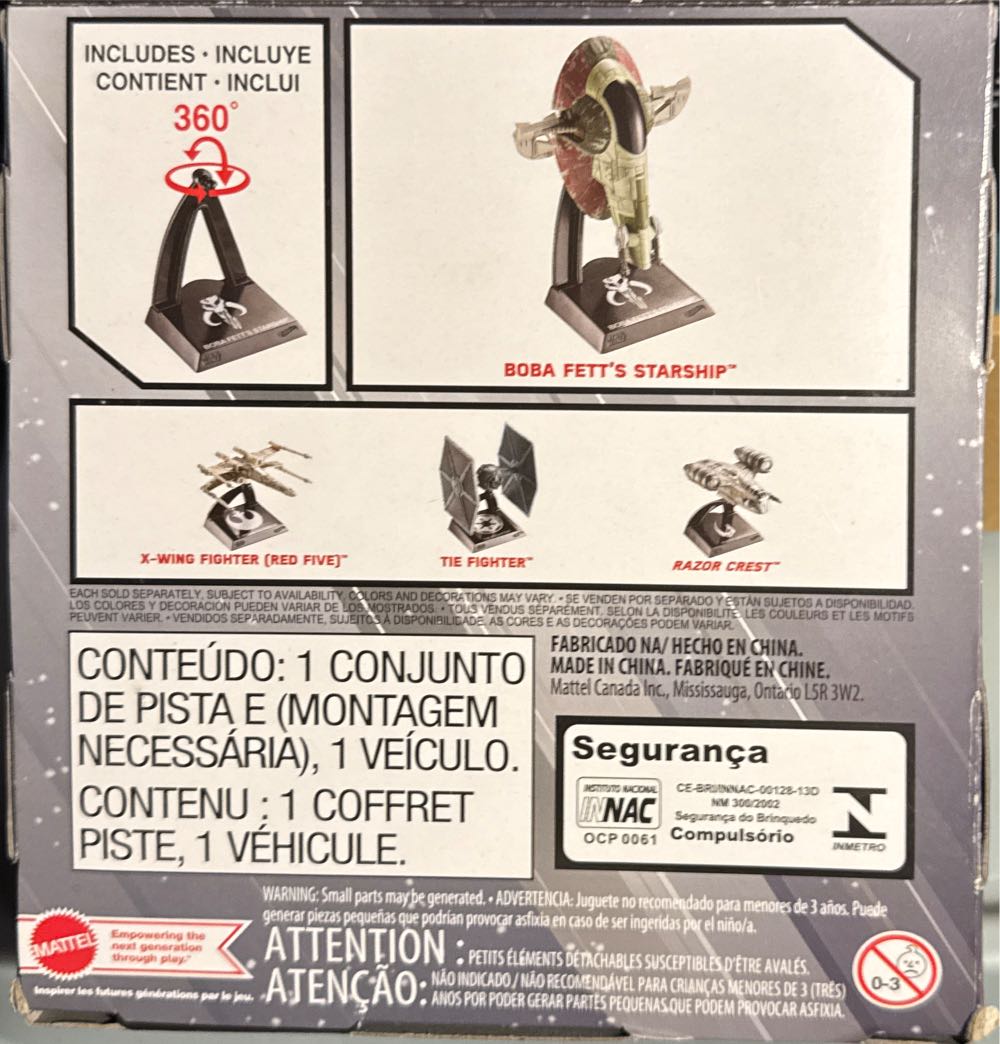 INCLUDES • INCLUYE
CONTIENT • INCLUI
360°
BOBA FETT'S STARSHIP
BOBA FETT'S STARSHIP™
X-WING FIGHTER (RED FIVE)™
TIE FIGHTER™
RAZOR CREST™
EACH SOLD SEPARATELY, SUBJECT TO AVAILABILITY. COLORS AND DECORATIONS MAY VARY. • SE VENDEN POR SEPARADO Y ESTÁN SUJETOS A DISPONIBILIDAD.
LOS COLORES Y DECORACIÓN PUEDEN VARIAR DE LOS MOSTRADOS. • TOUS VENDUS SÉPARÉMENT, SELON LA DISPONIBILITÉ. LES COULEURS ET LES MOTIFS
PEUVENT VARIER. • VENDIDOS SEPARADAMENTE, SUJEITOS À DISPONIBILIDADE. AS CORES E AS DECORAÇÕES PODEM VARIAR.
CONTEÚDO: 1 CONJUNTO
DE PISTA E (MONTAGEM
NECESSÁRIA), 1 VEÍCULO.
CONTENU : 1 COFFRET
PISTE, 1 VÉHICULE.
FABRICADO NA/ HECHO EN CHINA.
MADE IN CHINA. FABRIQUÉ EN CHINE.
Mattel Canada Inc., Mississauga, Ontario L5R 3W2.
Segurança
INSTITUTO NACIONAL
INNAC
OCP 0061
CE-BRI/INNAC-00128-13D
NM 300/2002
Segurança do Brinquedo
Compulsório
INMETRO
WARNING: Small parts may be generated. • ADVERTENCIA: Juguete no recomendado para menores de 3 años. Puede
generar piezas pequeñas que podrían provocar asfixia en caso de ser ingeridas por el niño/a.
ATTENTION : PETITS ÉLÉMENTS DÉTACHABLES SUSCEPTIBLES D'ÊTRE AVALÉS.
ATENÇÃO: NÃO INDICADO / NÃO RECOMENDÁVEL PARA CRIANÇAS MENORES DE 3 (TRÊS)
ANOS POR PODER GERAR PARTES PEQUENAS QUE PODEM PROVOCAR ASFIXIA.
MATTEL
Empowering the
next generation
through play.™
Inspirer les futures générations par le jeu.
0-3